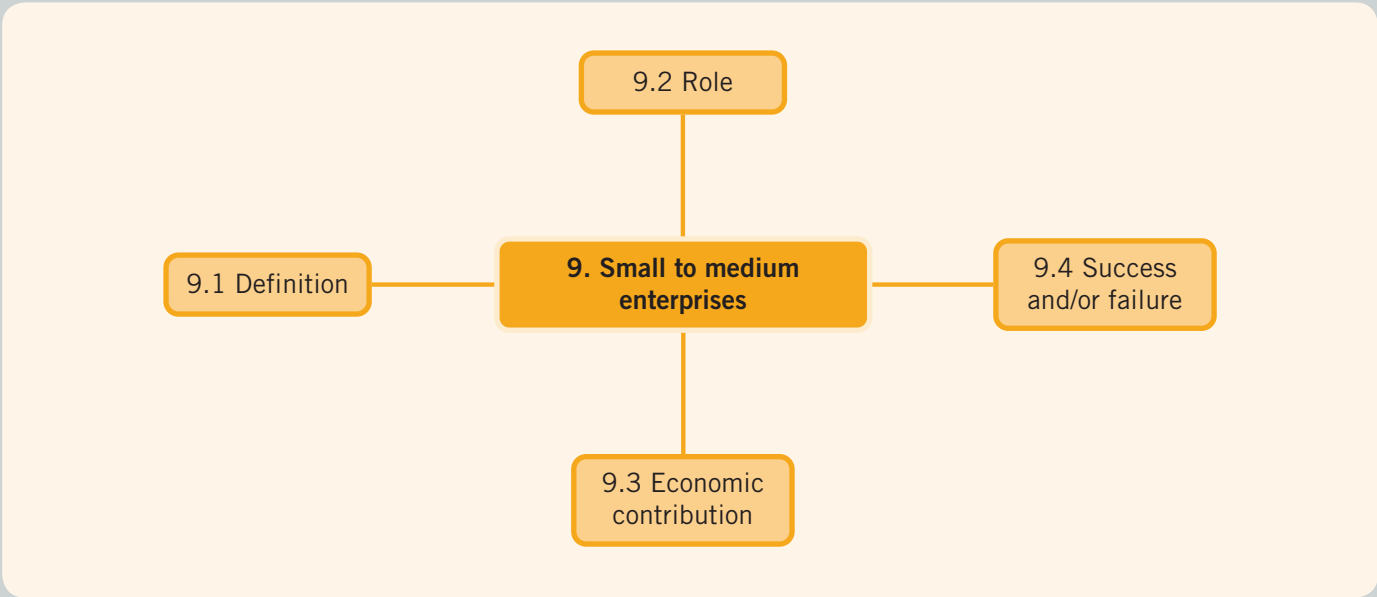 9.2 Role
9.1 Definition
9. Small to medium
enterprises
9.4 Success
and/or failure
9.3 Economic
contribution